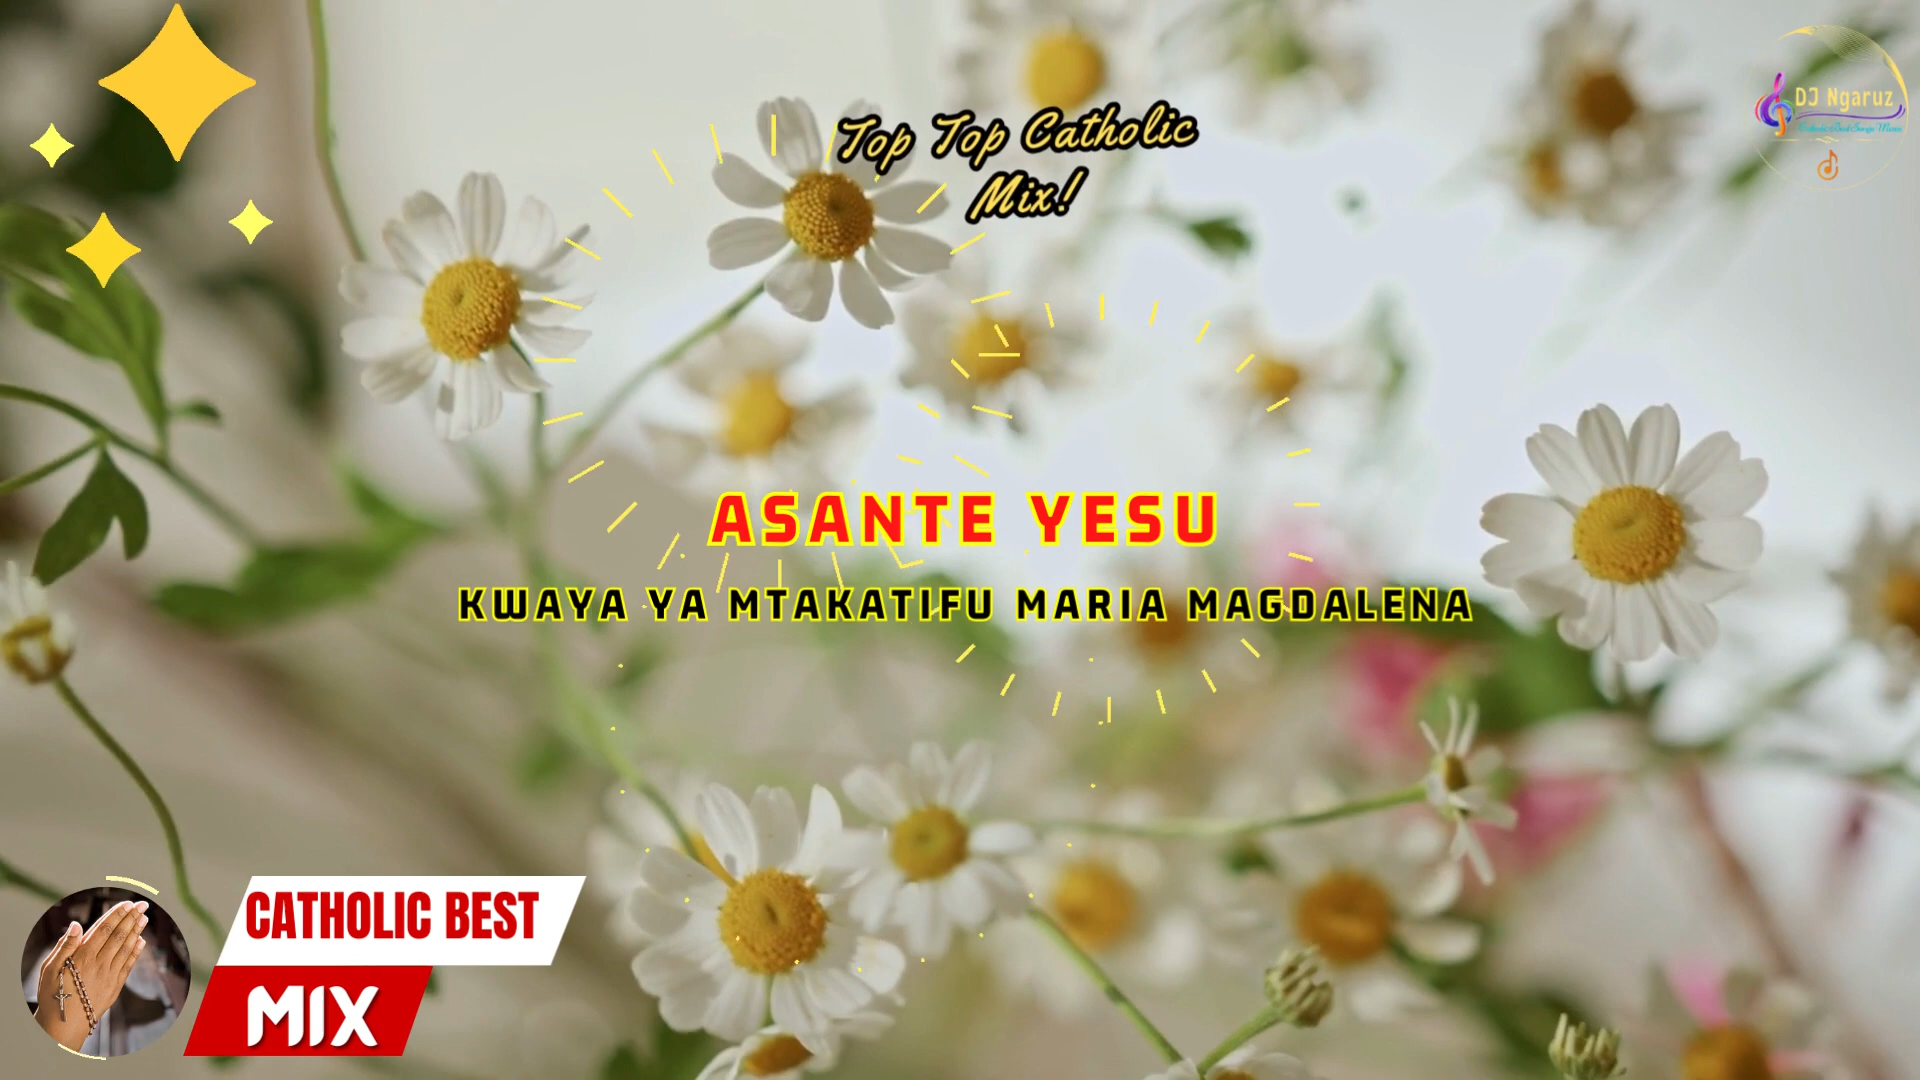 Top Top Catholic
Mix!
DJ Ngaruz
ASANTE YESU
KWAYA YA MTAKATIFU MARIA MAGDALENA
CATHOLIC BEST
MIX